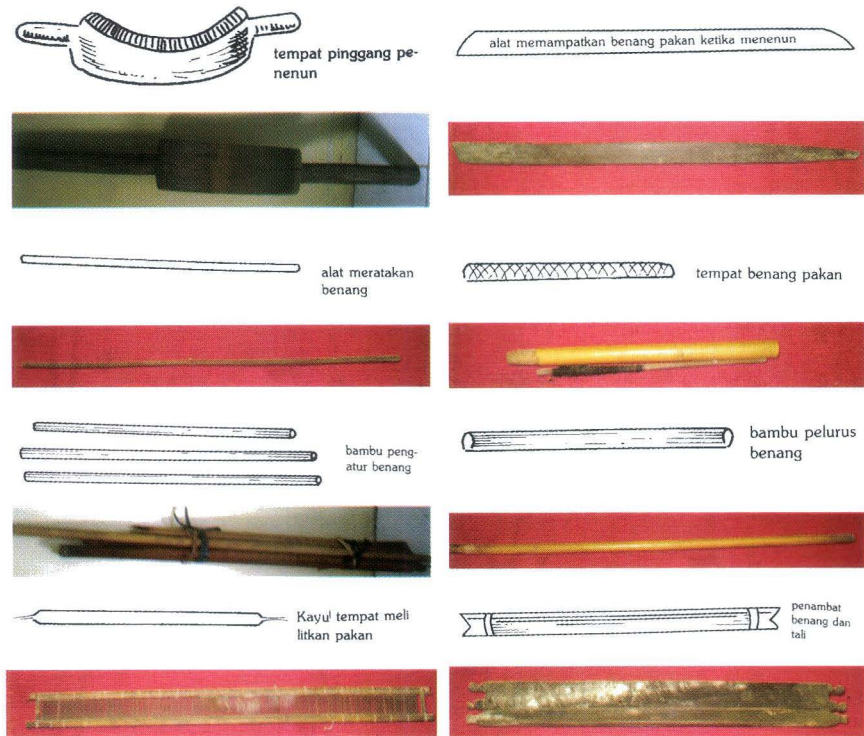 tempat pinggang pe-
nenun
alat memampatkan benang pakan ketika menenun
alat meratakan
benang
tempat benang pakan
bambu peng-
atur benang
bambu pelurus
benang
Kayu tempat meli
litkan pakan
penambat
benang dan
tali